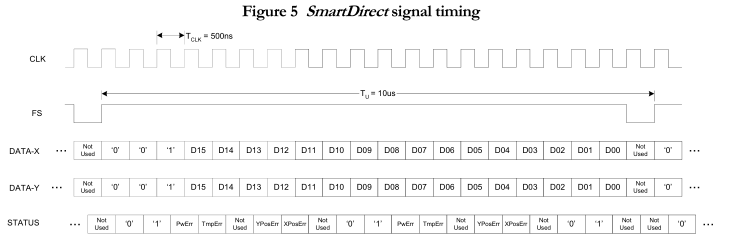 Figure 5 SmartDirect signal timing
T_CLK = 500ns
CLK
T_U = 10us
FS
DATA-X ... Not Used '0' '0' '1' D15 D14 D13 D12 D11 D10 D09 D08 D07 D06 D05 D04 D03 D02 D01 D00 Not Used '0' ...
DATA-Y ... Not Used '0' '0' '1' D15 D14 D13 D12 D11 D10 D09 D08 D07 D06 D05 D04 D03 D02 D01 D00 Not Used '0' ...
STATUS ... Not Used '0' '1' PwErr TmpErr Not Used YPosErr XPosErr Not Used '0' '1' PwErr TmpErr Not Used YPosErr XPosErr Not Used '0' '1' Not Used Not Used '0' ...